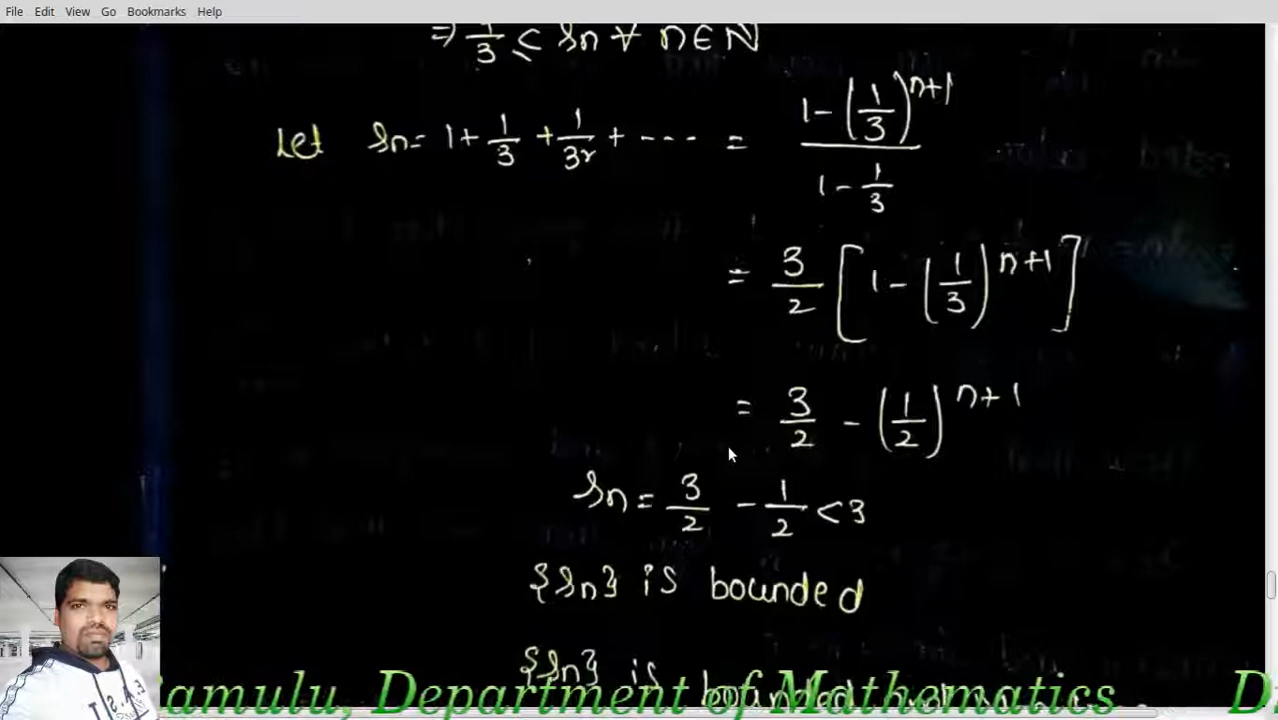 File Edit View Go Bookmarks Help
⇒ 1/3 ≤ Sn ∀ n∈N
Let Sn = 1 + 1/3 + 1/3r + ---- = (1 - (1/3)^n+1) / (1 - 1/3)
= 3/2 [1 - (1/3)^n+1]
= 3/2 - (1/2)^n+1
Sn = 3/2 - 1/2 < 3
{Sn} is bounded
{Sn} is bounded
amulu, Department of Mathematics D